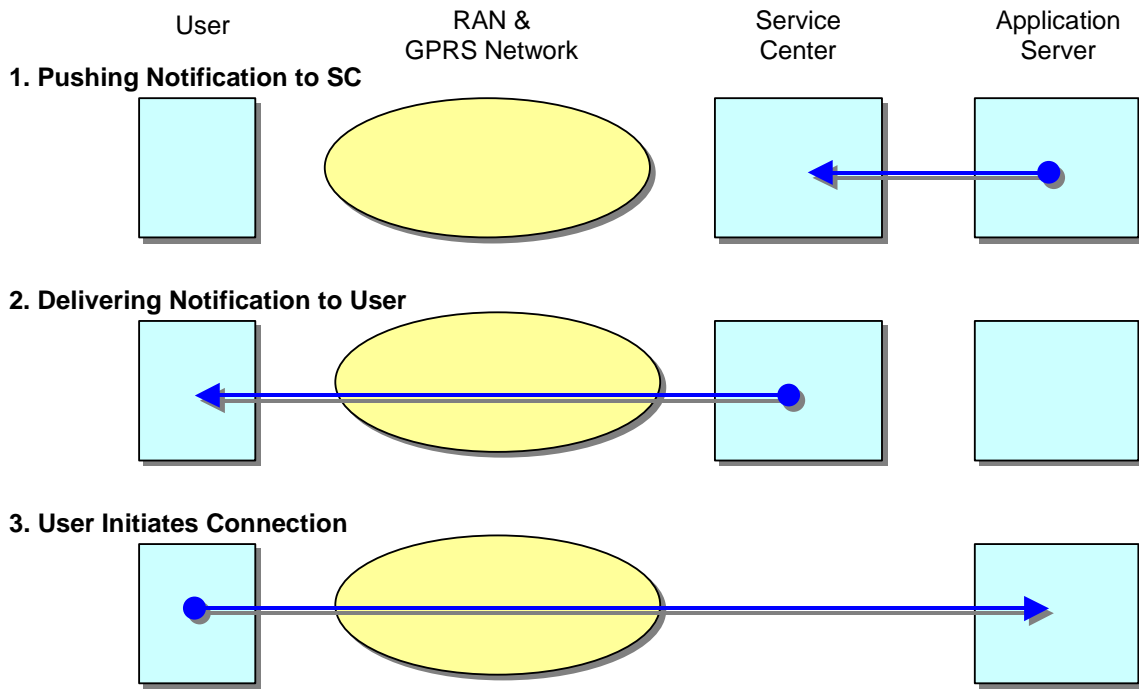 User
RAN &
GPRS Network
Service
Center
Application
Server
1. Pushing Notification to SC
2. Delivering Notification to User
3. User Initiates Connection